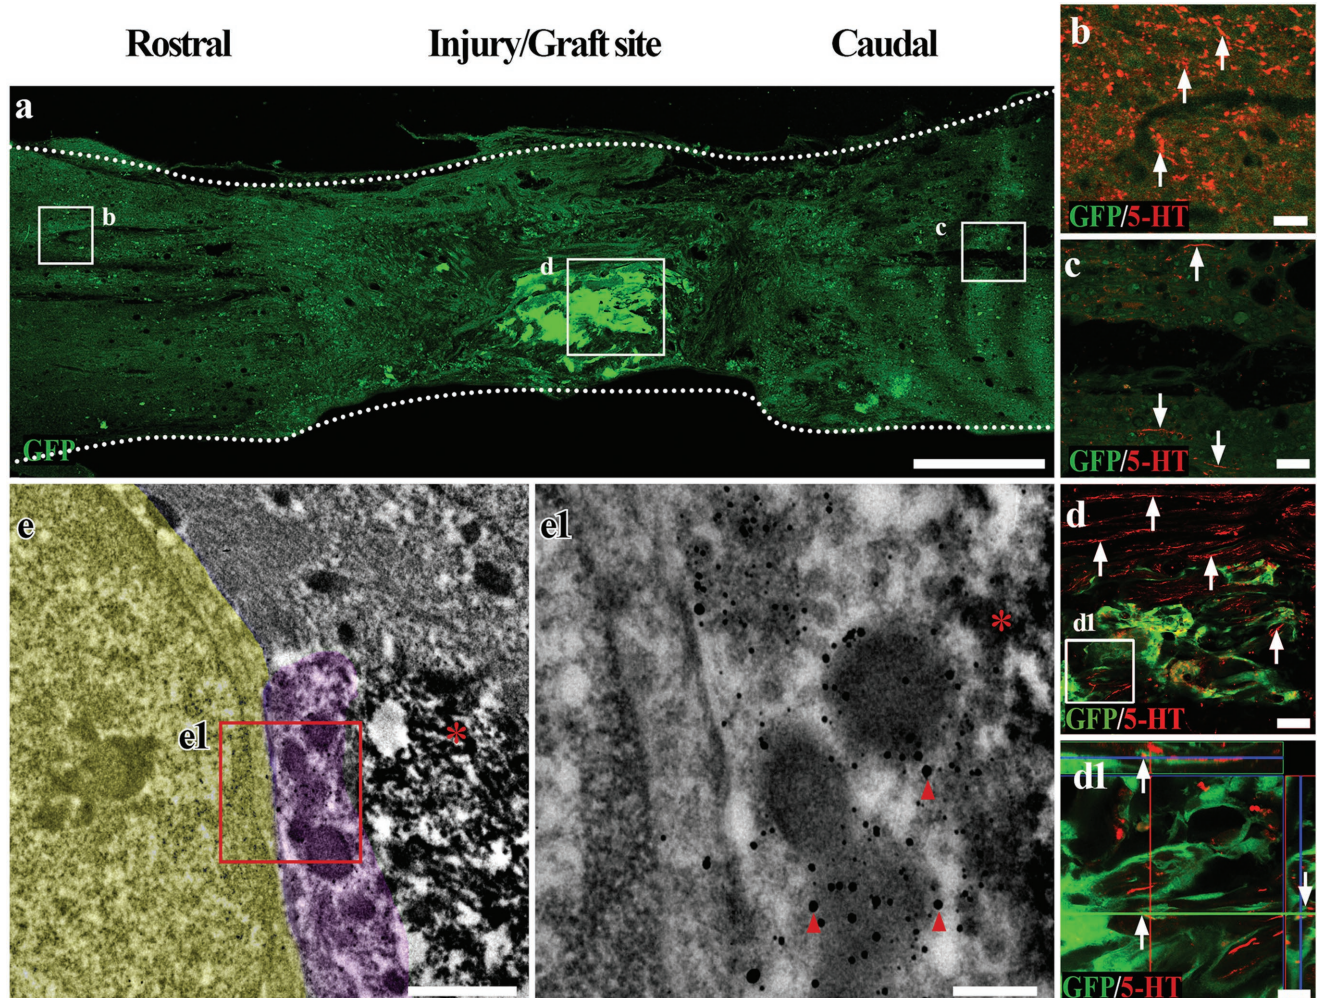 Rostral Injury/Graft site Caudal
a
b
c
d
GFP
b
GFP/5-HT
c
GFP/5-HT
d
d1
GFP/5-HT
e
e1
*
e1
*
d1
GFP/5-HT